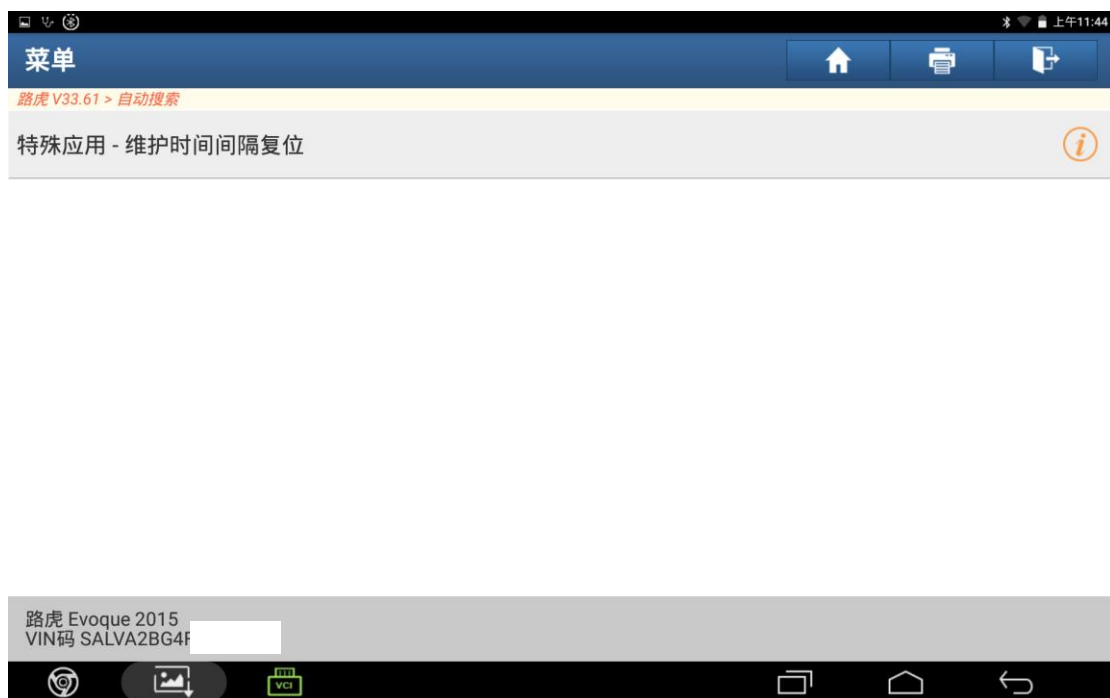 上午11:44
菜单
路虎 V33.61 > 自动搜索
特殊应用 - 维护时间间隔复位
i
路虎 Evoque 2015
VIN码 SALVA2BG4F
VCI